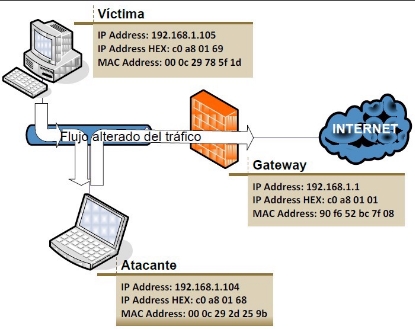 Víctima
IP Address: 192.168.1.105
IP Address HEX: c0 a8 01 69
MAC Address: 00 0c 29 78 5f 1d
Flujo alterado del tráfico
INTERNET
Gateway
IP Address: 192.168.1.1
IP Address HEX: c0 a8 01 01
MAC Address: 90 f6 52 bc 7f 08
Atacante
IP Address: 192.168.1.104
IP Address HEX: c0 a8 01 68
MAC Address: 00 0c 29 2d 25 9b